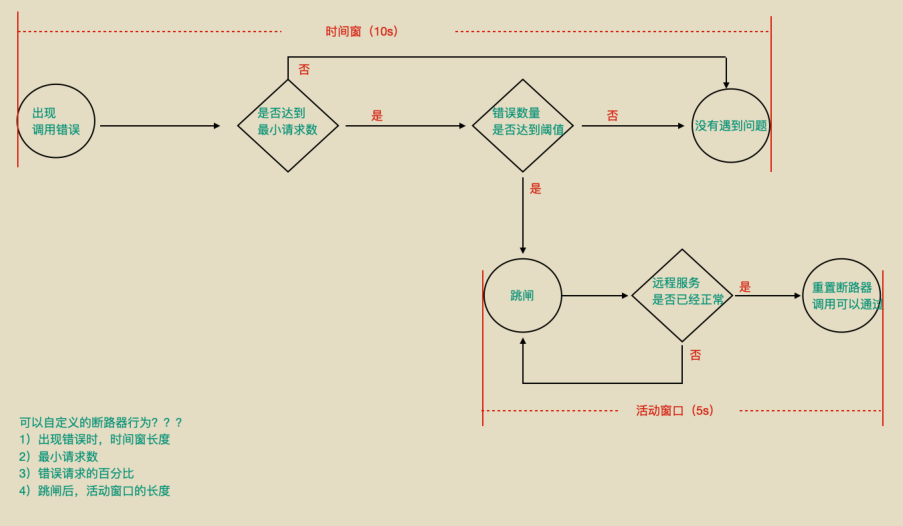 时间窗（10s）
否
出现
调用错误
是否达到
最小请求数
是
错误数量
是否达到阈值
否
没有遇到问题
是
跳闸
远程服务
是否已经正常
是
重置断路器
调用可以通过
否
活动窗口（5s）
可以自定义的断路器行为？？？
1）出现错误时，时间窗长度
2）最小请求数
3）错误请求的百分比
4）跳闸后，活动窗口的长度